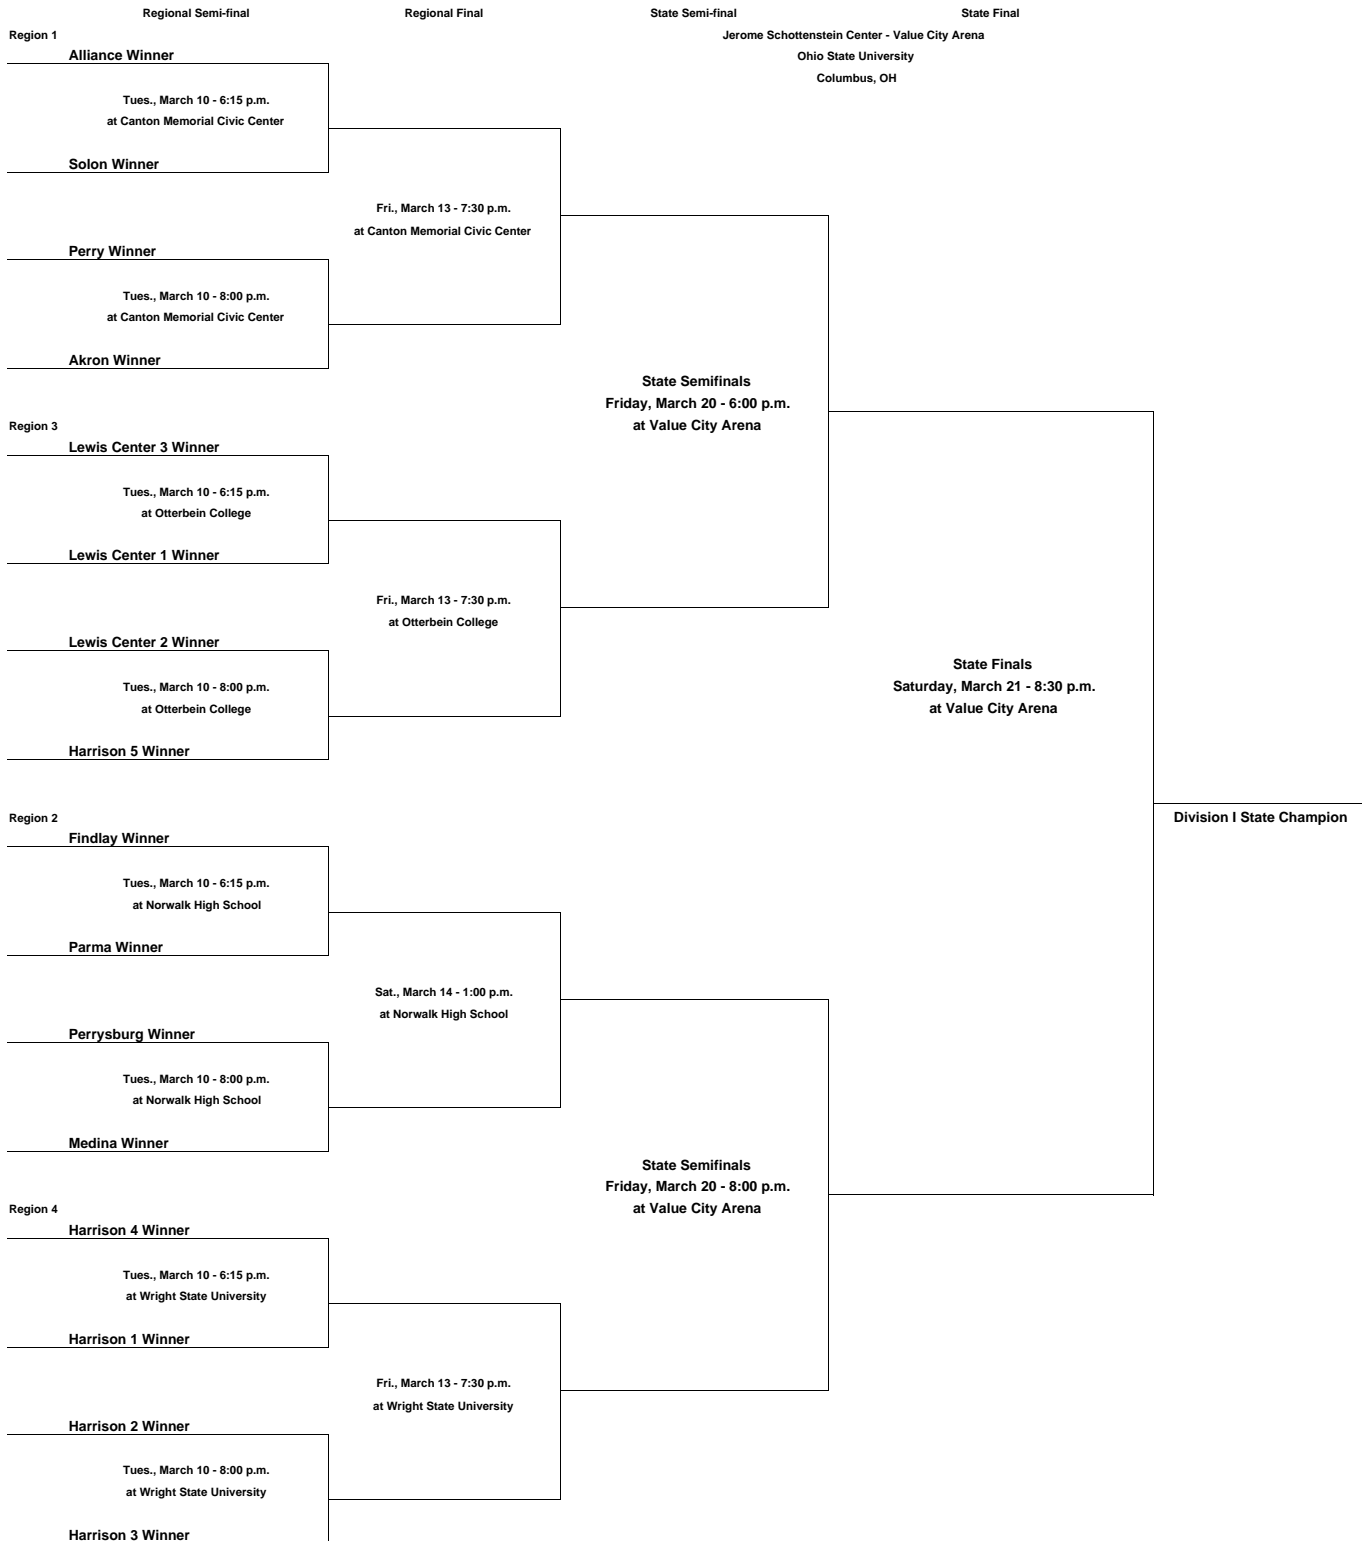 Regional Semi-final
Regional Final
State Semi-final
State Final
Region 1
Jerome Schottenstein Center - Value City Arena
Alliance Winner
Ohio State University
Columbus, OH
Tues., March 10 - 6:15 p.m.
at Canton Memorial Civic Center
Solon Winner
Fri., March 13 - 7:30 p.m.
at Canton Memorial Civic Center
Perry Winner
Tues., March 10 - 8:00 p.m.
at Canton Memorial Civic Center
Akron Winner
State Semifinals
Friday, March 20 - 6:00 p.m.
at Value City Arena
Region 3
Lewis Center 3 Winner
Tues., March 10 - 6:15 p.m.
at Otterbein College
Lewis Center 1 Winner
Fri., March 13 - 7:30 p.m.
at Otterbein College
Lewis Center 2 Winner
Tues., March 10 - 8:00 p.m.
at Otterbein College
Harrison 5 Winner
State Finals
Saturday, March 21 - 8:30 p.m.
at Value City Arena
Division I State Champion
Region 2
Findlay Winner
Tues., March 10 - 6:15 p.m.
at Norwalk High School
Parma Winner
Sat., March 14 - 1:00 p.m.
at Norwalk High School
Perrysburg Winner
Tues., March 10 - 8:00 p.m.
at Norwalk High School
Medina Winner
State Semifinals
Friday, March 20 - 8:00 p.m.
at Value City Arena
Region 4
Harrison 4 Winner
Tues., March 10 - 6:15 p.m.
at Wright State University
Harrison 1 Winner
Fri., March 13 - 7:30 p.m.
at Wright State University
Harrison 2 Winner
Tues., March 10 - 8:00 p.m.
at Wright State University
Harrison 3 Winner